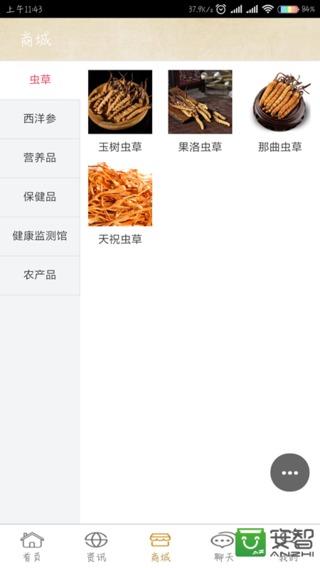 上午11:43
37.9K/s
84%
商城
虫草
西洋参
营养品
保健品
健康监测馆
农产品
玉树虫草
果洛虫草
那曲虫草
天祝虫草
首页
资讯
商城
聊天
我的
安智
ANZHI